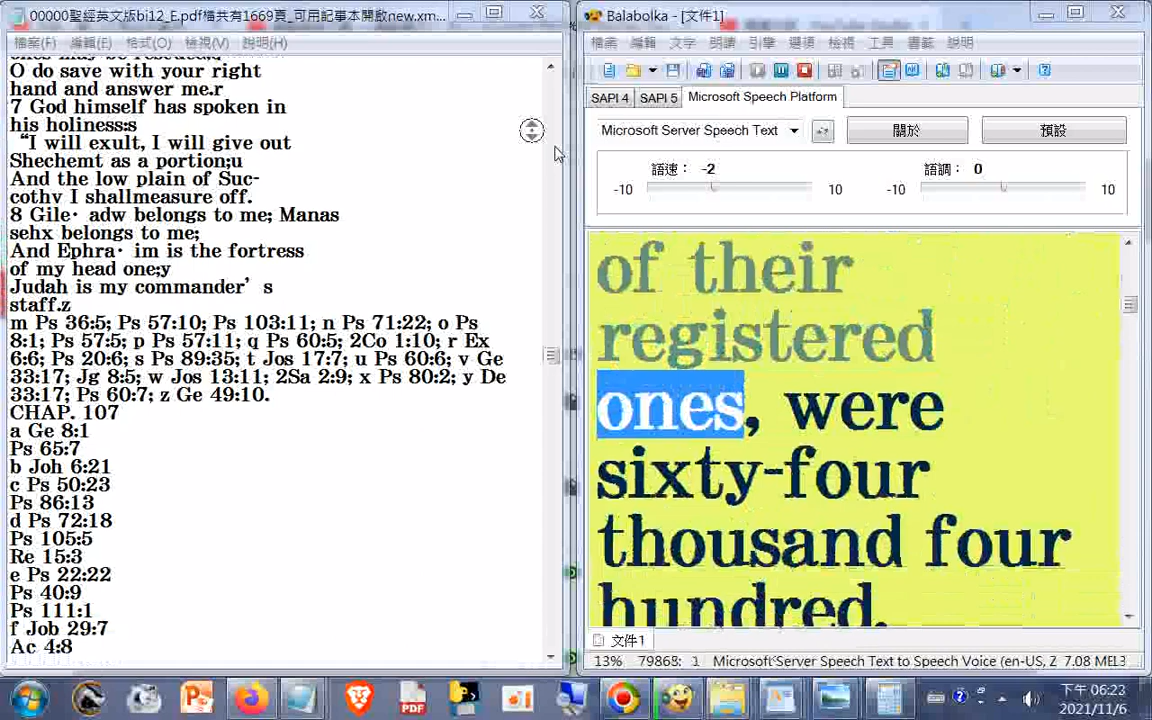 00000聖經英文版bi12_E.pdf檔共有1669頁_可用記事本開啟new.xm...
檔案(F) 編輯(E) 格式(O) 檢視(V) 說明(H)
O do save with your right
hand and answer me.r
7 God himself has spoken in
his holiness:s
“I will exult, I will give out
Shechemt as a portion;u
And the low plain of Suc-
cothv I shallmeasure off.
8 Gile· adw belongs to me; Manas
sehx belongs to me;
And Ephra· im is the fortress
of my head one;y
Judah is my commander’ s
staff.z
m Ps 36:5; Ps 57:10; Ps 103:11; n Ps 71:22; o Ps
8:1; Ps 57:5; p Ps 57:11; q Ps 60:5; 2Co 1:10; r Ex
6:6; Ps 20:6; s Ps 89:35; t Jos 17:7; u Ps 60:6; v Ge
33:17; Jg 8:5; w Jos 13:11; 2Sa 2:9; x Ps 80:2; y De
33:17; Ps 60:7; z Ge 49:10.
CHAP. 107
a Ge 8:1
Ps 65:7
b Joh 6:21
c Ps 50:23
Ps 86:13
d Ps 72:18
Ps 105:5
Re 15:3
e Ps 22:22
Ps 40:9
Ps 111:1
f Job 29:7
Ac 4:8
Balabolka - [文件1]
檔案 編輯 文字 朗讀 引擎 選項 檢視 工具 書籤 說明
SAPI 4 SAPI 5 Microsoft Speech Platform
Microsoft Server Speech Text 關於 預設
語速： -2 語調： 0
-10 10 -10 10
of their
registered
ones, were
sixty-four
thousand four
hundred.
文件1
13% 79868: 1 Microsoft Server Speech Text to Speech Voice (en-US, Z 7.08 MB
PDF
下午 06:23
2021/11/6